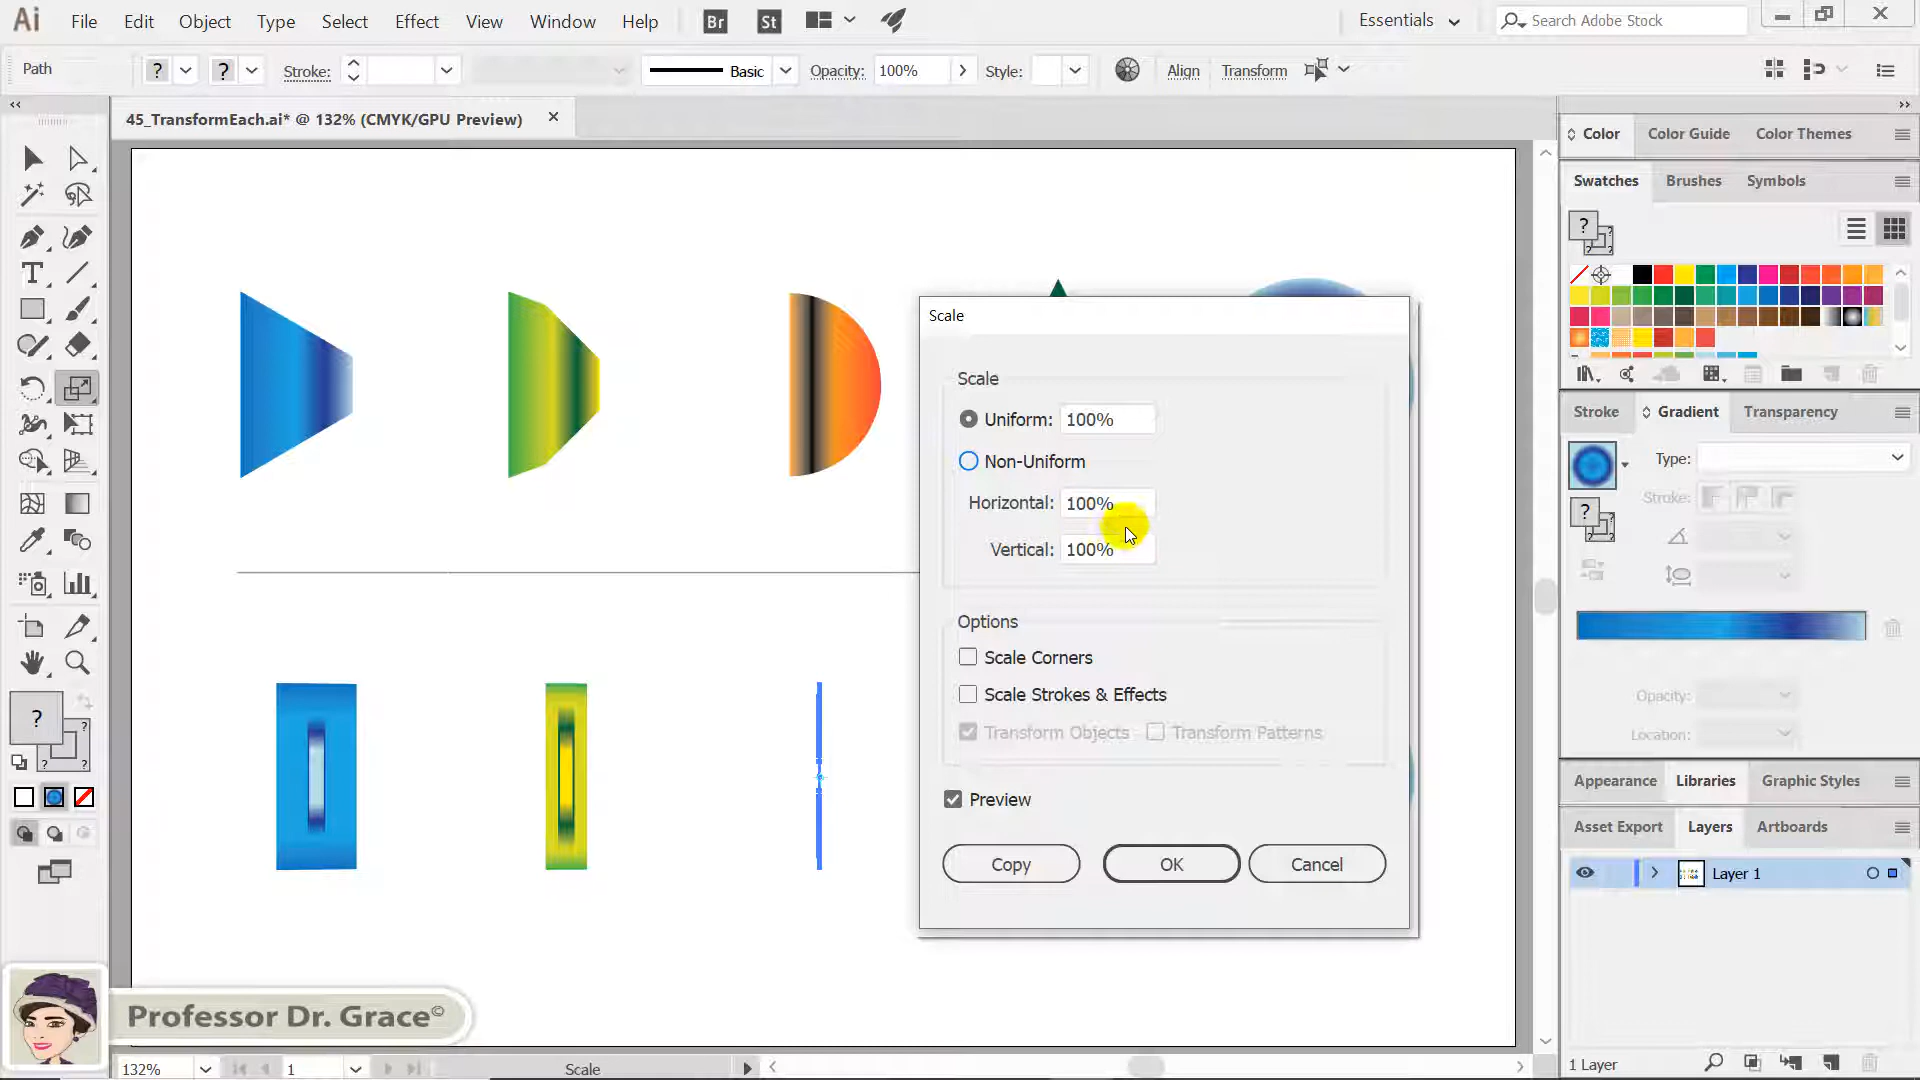 Ai File Edit Object Type Select Effect View Window Help Br St Essentials Search Adobe Stock
Path ? ? Stroke: Basic Opacity: 100% Style: Align Transform
45_TransformEach.ai* @ 132% (CMYK/GPU Preview)
Color Color Guide Color Themes
Swatches Brushes Symbols
?
Stroke Gradient Transparency
Type:
Stroke:
?
Opacity:
Location:
Appearance Libraries Graphic Styles
Asset Export Layers Artboards
Layer 1
1 Layer
Scale
Scale
Uniform: 100%
Non-Uniform
Horizontal: 100%
Vertical: 100%
Options
Scale Corners
Scale Strokes & Effects
Transform Objects Transform Patterns
Preview
Copy OK Cancel
T
? ?
? ?
Professor Dr. Grace©
132% 1 Scale